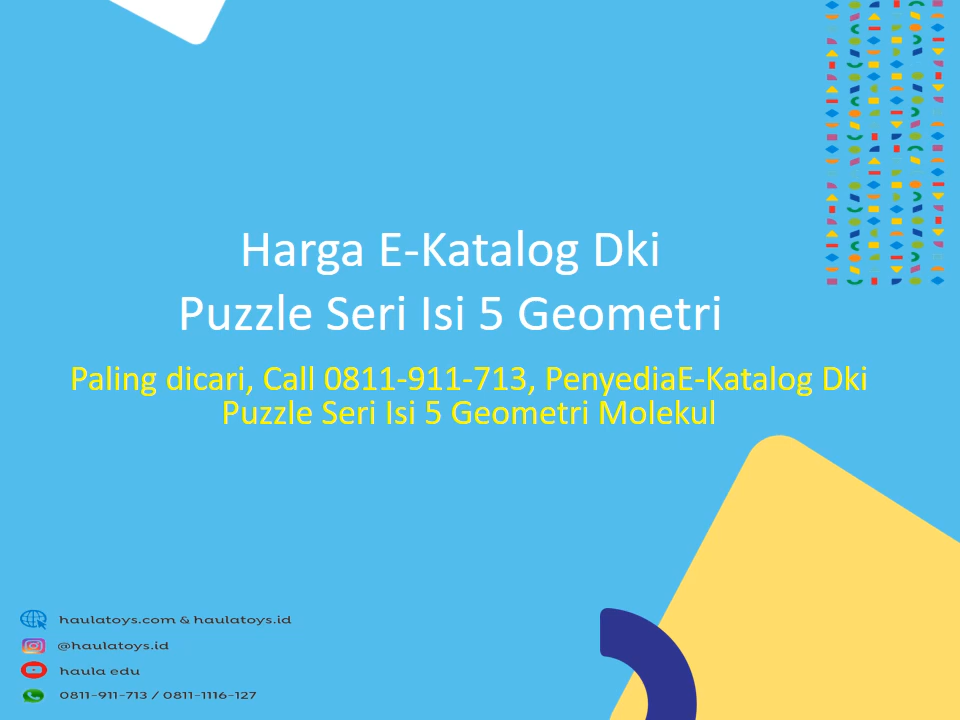 Harga E-Katalog Dki
Puzzle Seri Isi 5 Geometri
Paling dicari, Call 0811-911-713, PenyediaE-Katalog Dki
Puzzle Seri Isi 5 Geometri Molekul
haulatoys.com & haulatoys.id
@haulatoys.id
haula edu
0811-911-713 / 0811-1116-127